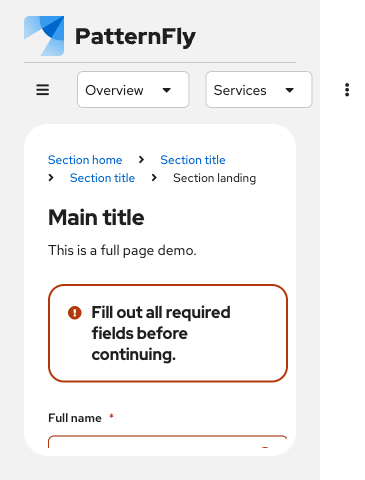 PatternFly
Overview Services
Section home Section title
Section title Section landing
Main title
This is a full page demo.
Fill out all required
fields before
continuing.
Full name *